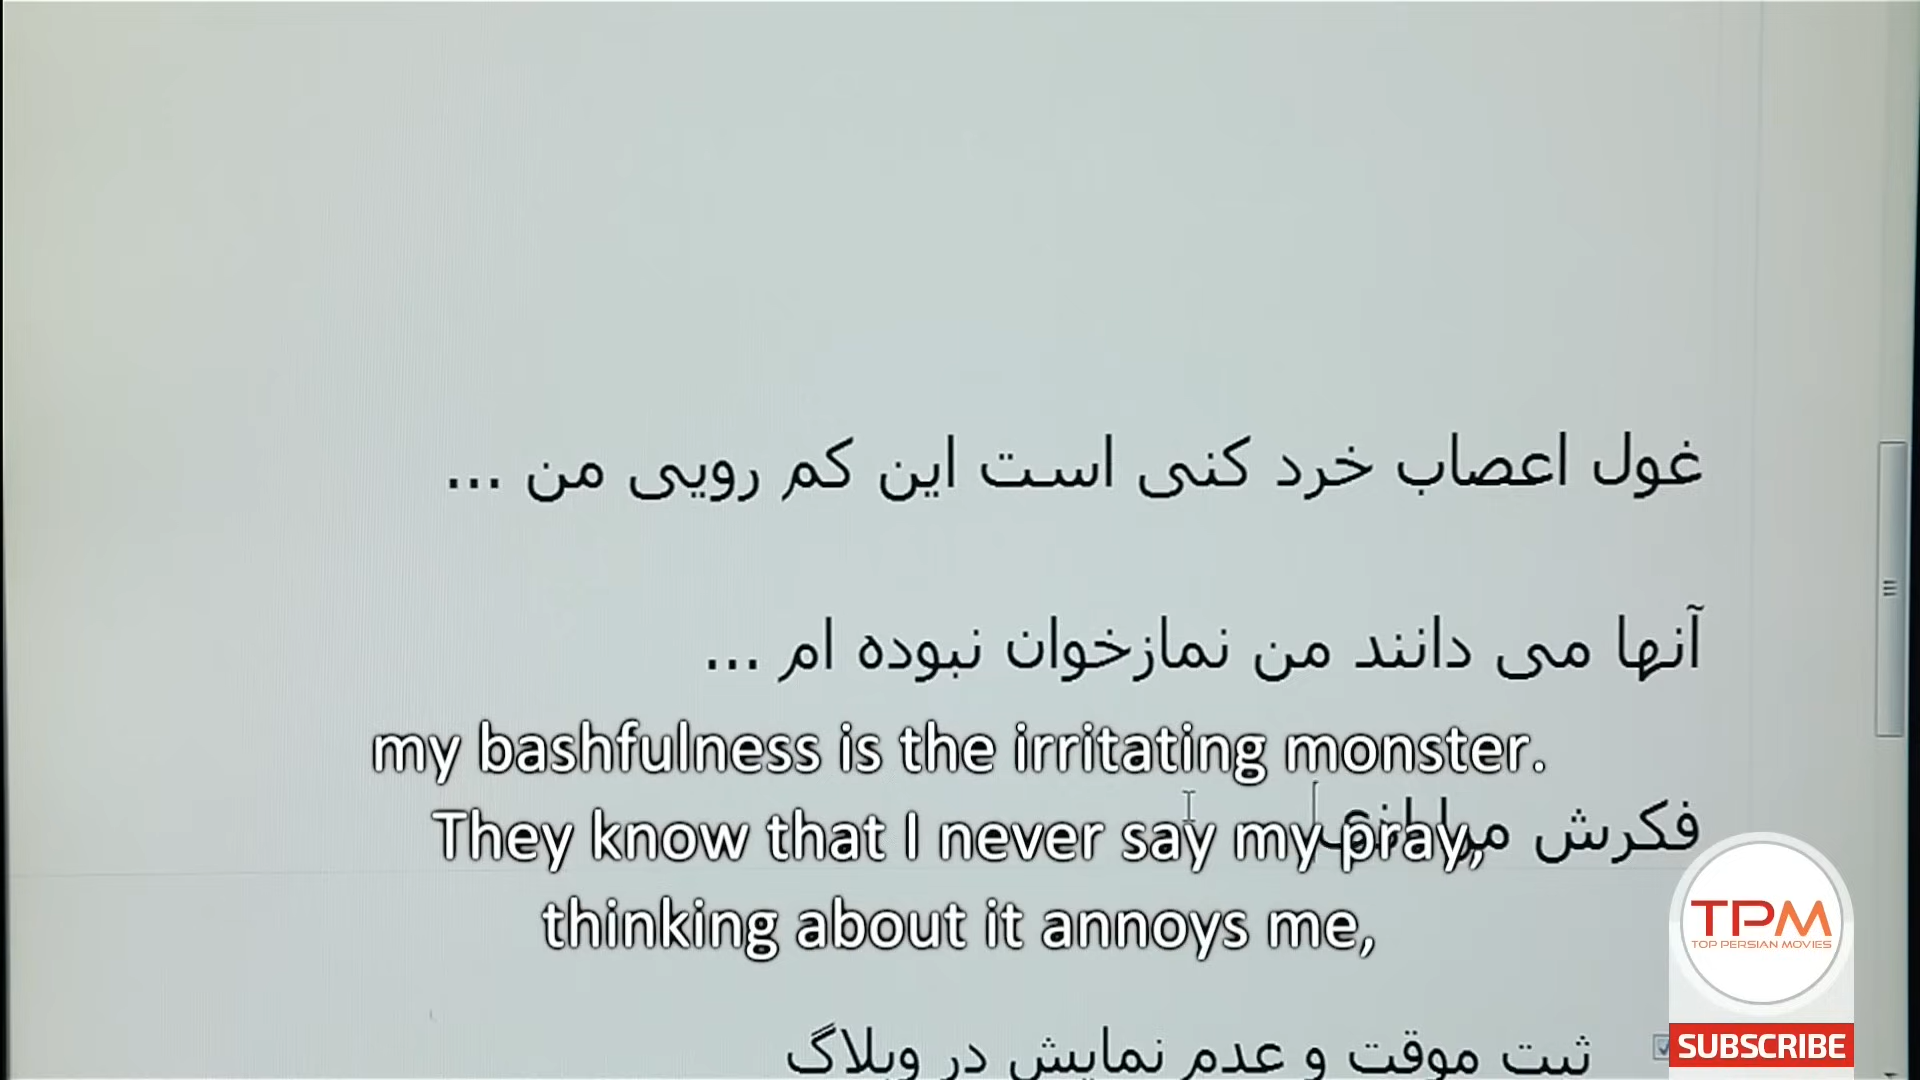 غول اعصاب خرد کنی است این کم رویی من ...
آنها می دانند من نمازخوان نبوده ام ...
my bashfulness is the irritating monster.
فکرش مرا
They know that I never say my pray,
thinking about it annoys me,
ثبت موقت و عدم نمایش در وبلاگ
TPM
TOP PERSIAN MOVIES
SUBSCRIBE